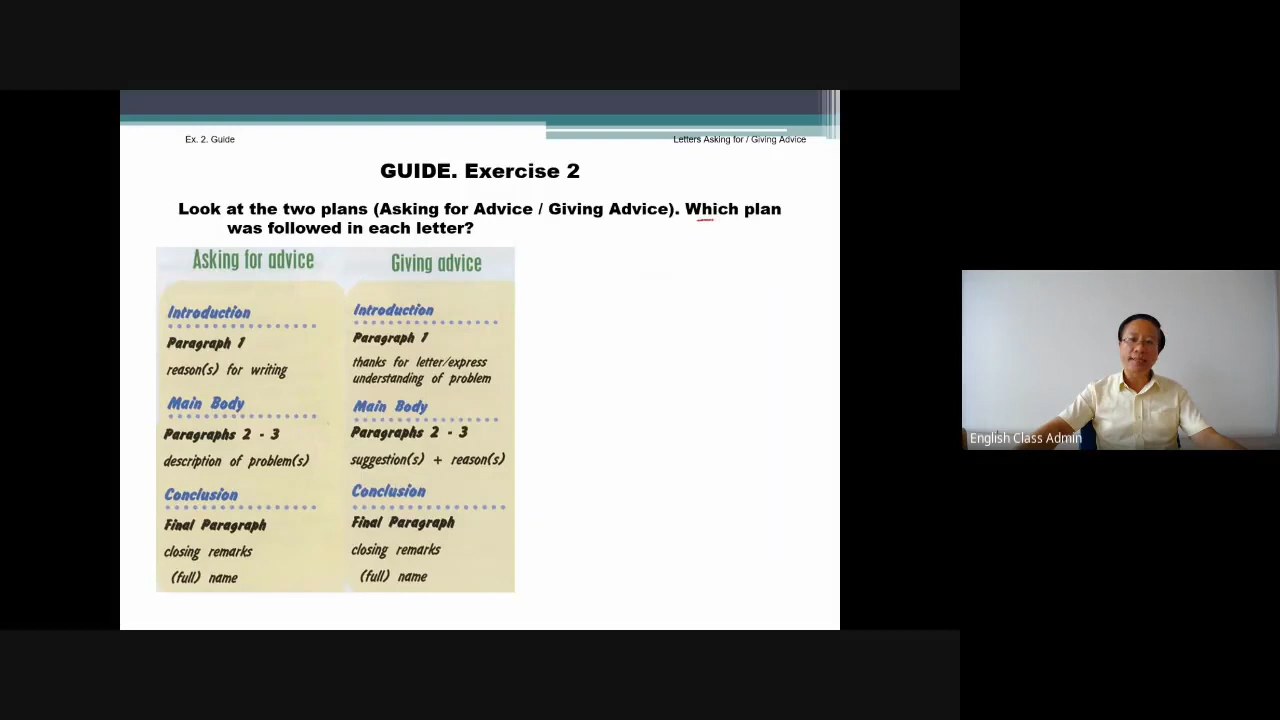 Ex. 2. Guide
Letters Asking for / Giving Advice
GUIDE. Exercise 2
Look at the two plans (Asking for Advice / Giving Advice). Which plan
was followed in each letter?
Asking for advice
Introduction
Paragraph 1
reason(s) for writing
Main Body
Paragraphs 2 - 3
description of problem(s)
Conclusion
Final Paragraph
closing remarks
(full) name
Giving advice
Introduction
Paragraph 1
thanks for letter/express
understanding of problem
Main Body
Paragraphs 2 - 3
suggestion(s) + reason(s)
Conclusion
Final Paragraph
closing remarks
(full) name
English Class Admin